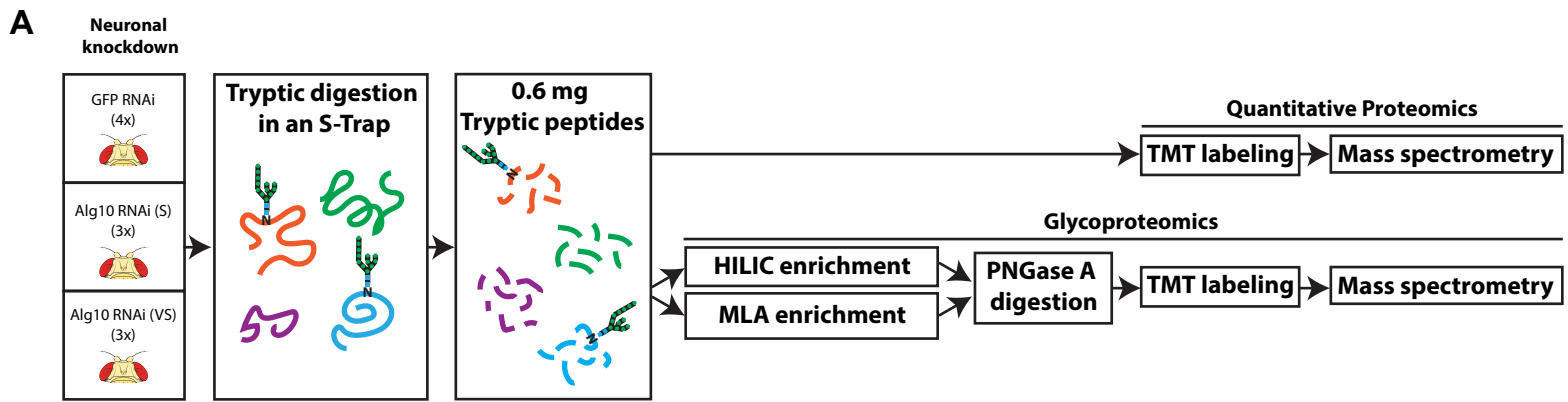 A
Neuronal
knockdown
GFP RNAi
(4x)
Alg10 RNAi (S)
(3x)
Alg10 RNAi (VS)
(3x)
Tryptic digestion
in an S-Trap
N
N
0.6 mg
Tryptic peptides
N
N
Quantitative Proteomics
TMT labeling
Mass spectrometry
Glycoproteomics
HILIC enrichment
MLA enrichment
PNGase A
digestion
TMT labeling
Mass spectrometry